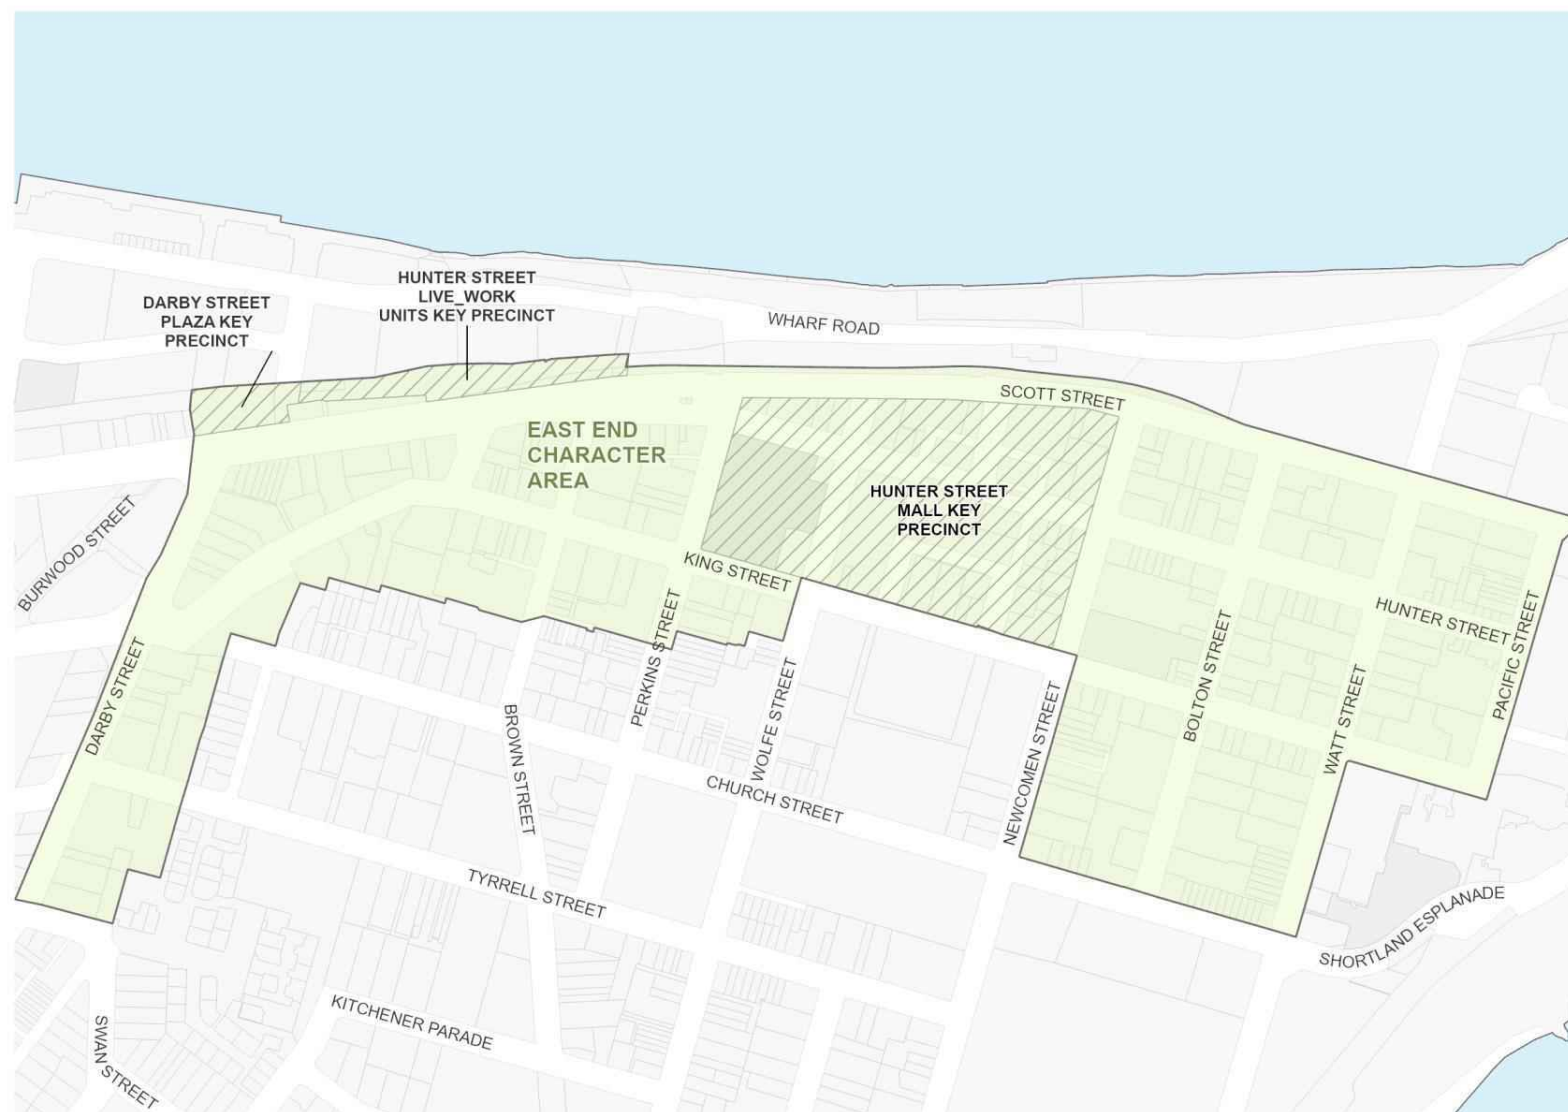 HUNTER STREET
LIVE_WORK
UNITS KEY PRECINCT
DARBY STREET
PLAZA KEY
PRECINCT
WHARF ROAD
SCOTT STREET
EAST END
CHARACTER
AREA
HUNTER STREET
MALL KEY
PRECINCT
BURWOOD STREET
KING STREET
HUNTER STREET
DARBY STREET
PERKINS STREET
BOLTON STREET
PACIFIC STREET
WOLFE STREET
WATT STREET
BROWN STREET
NEWCOMEN STREET
CHURCH STREET
TYRRELL STREET
SHORTLAND ESPLANADE
KITCHENER PARADE
SWAN STREET